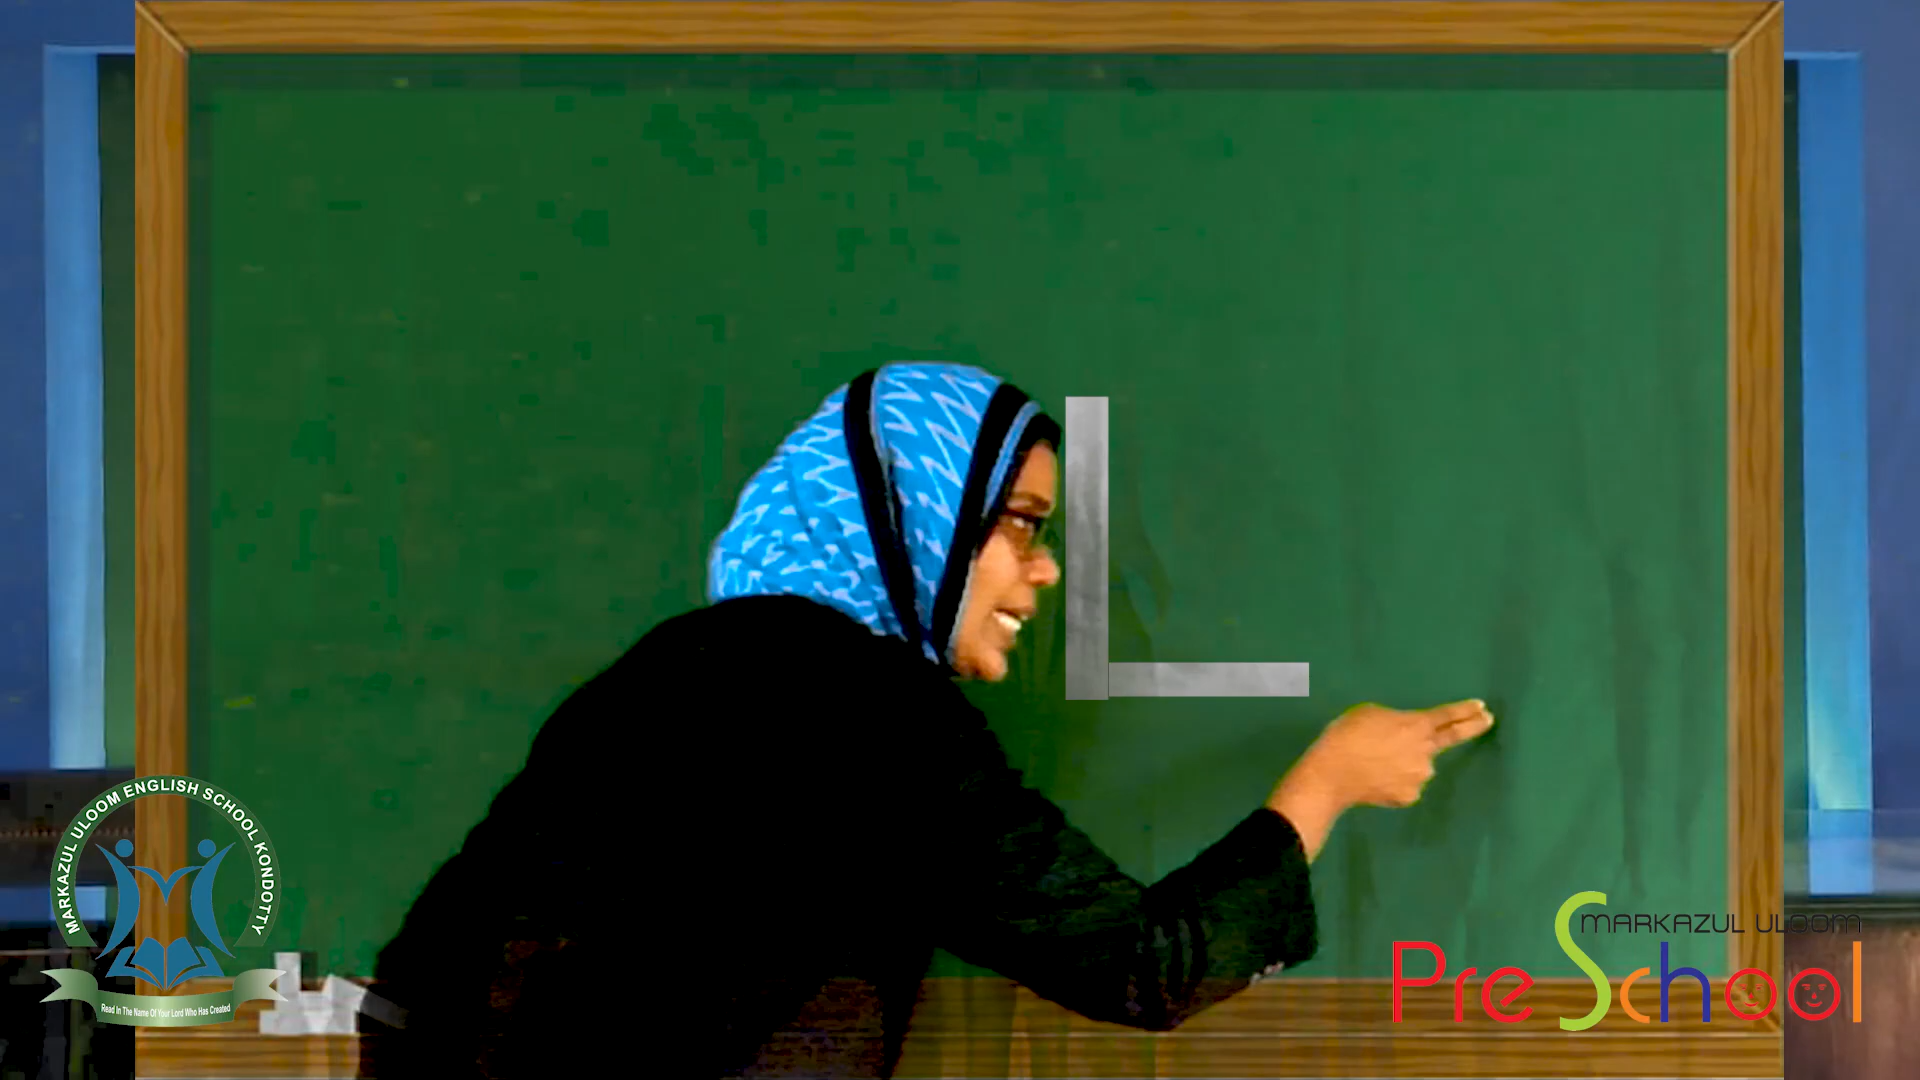 L
MARKAZUL ULOOM ENGLISH SCHOOL KONDOTTY
Read In The Name Of Your Lord Who Has Created
MARKAZUL ULOOM
PreSchool